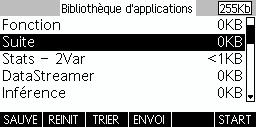 Bibliothèque d'applications 255Kb
Fonction 0KB
Suite 0KB
Stats - 2Var <1KB
DataStreamer 0KB
Inférence 0KB
SAUVE REINIT TRIER ENVOI START